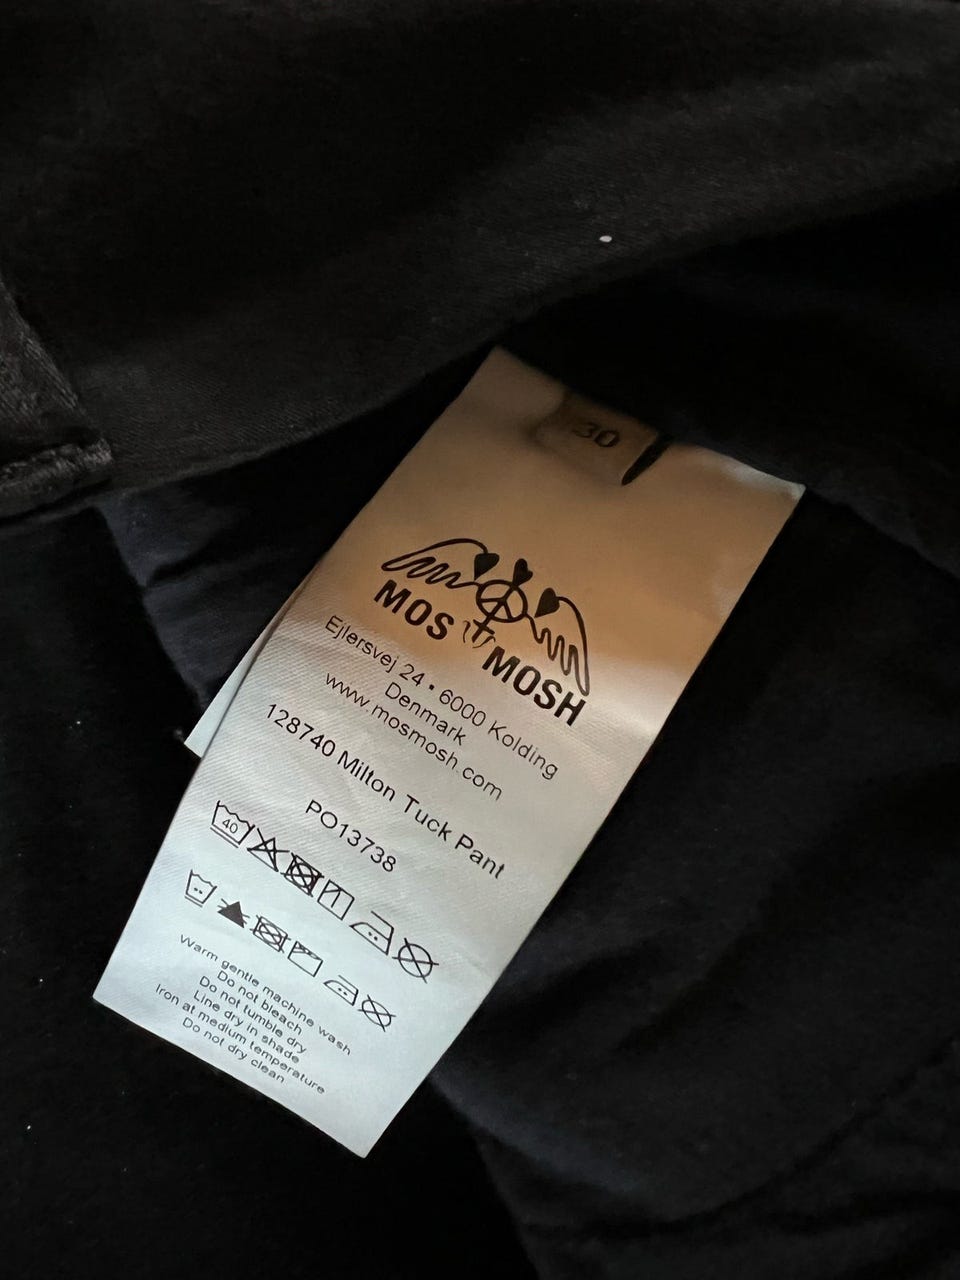 30
MOS MOSH
Ejlersvej 24 • 6000 Kolding
Denmark
www.mosmosh.com
128740 Milton Tuck Pant
PO13738
40
Warm gentle machine wash
Do not bleach
Do not tumble dry
Line dry in shade
Iron at medium temperature
Do not dry clean